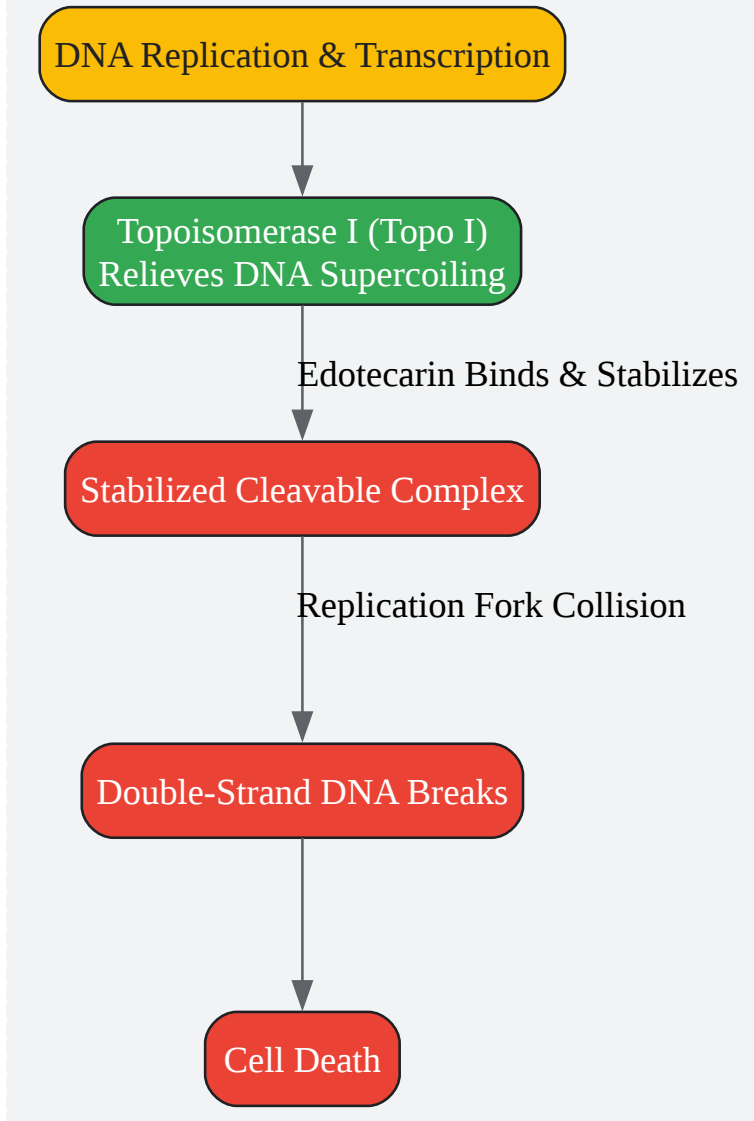 DNA Replication & Transcription
Topoisomerase I (Topo I)
Relieves DNA Supercoiling
Edotecarin Binds & Stabilizes
Stabilized Cleavable Complex
Replication Fork Collision
Double-Strand DNA Breaks
Cell Death